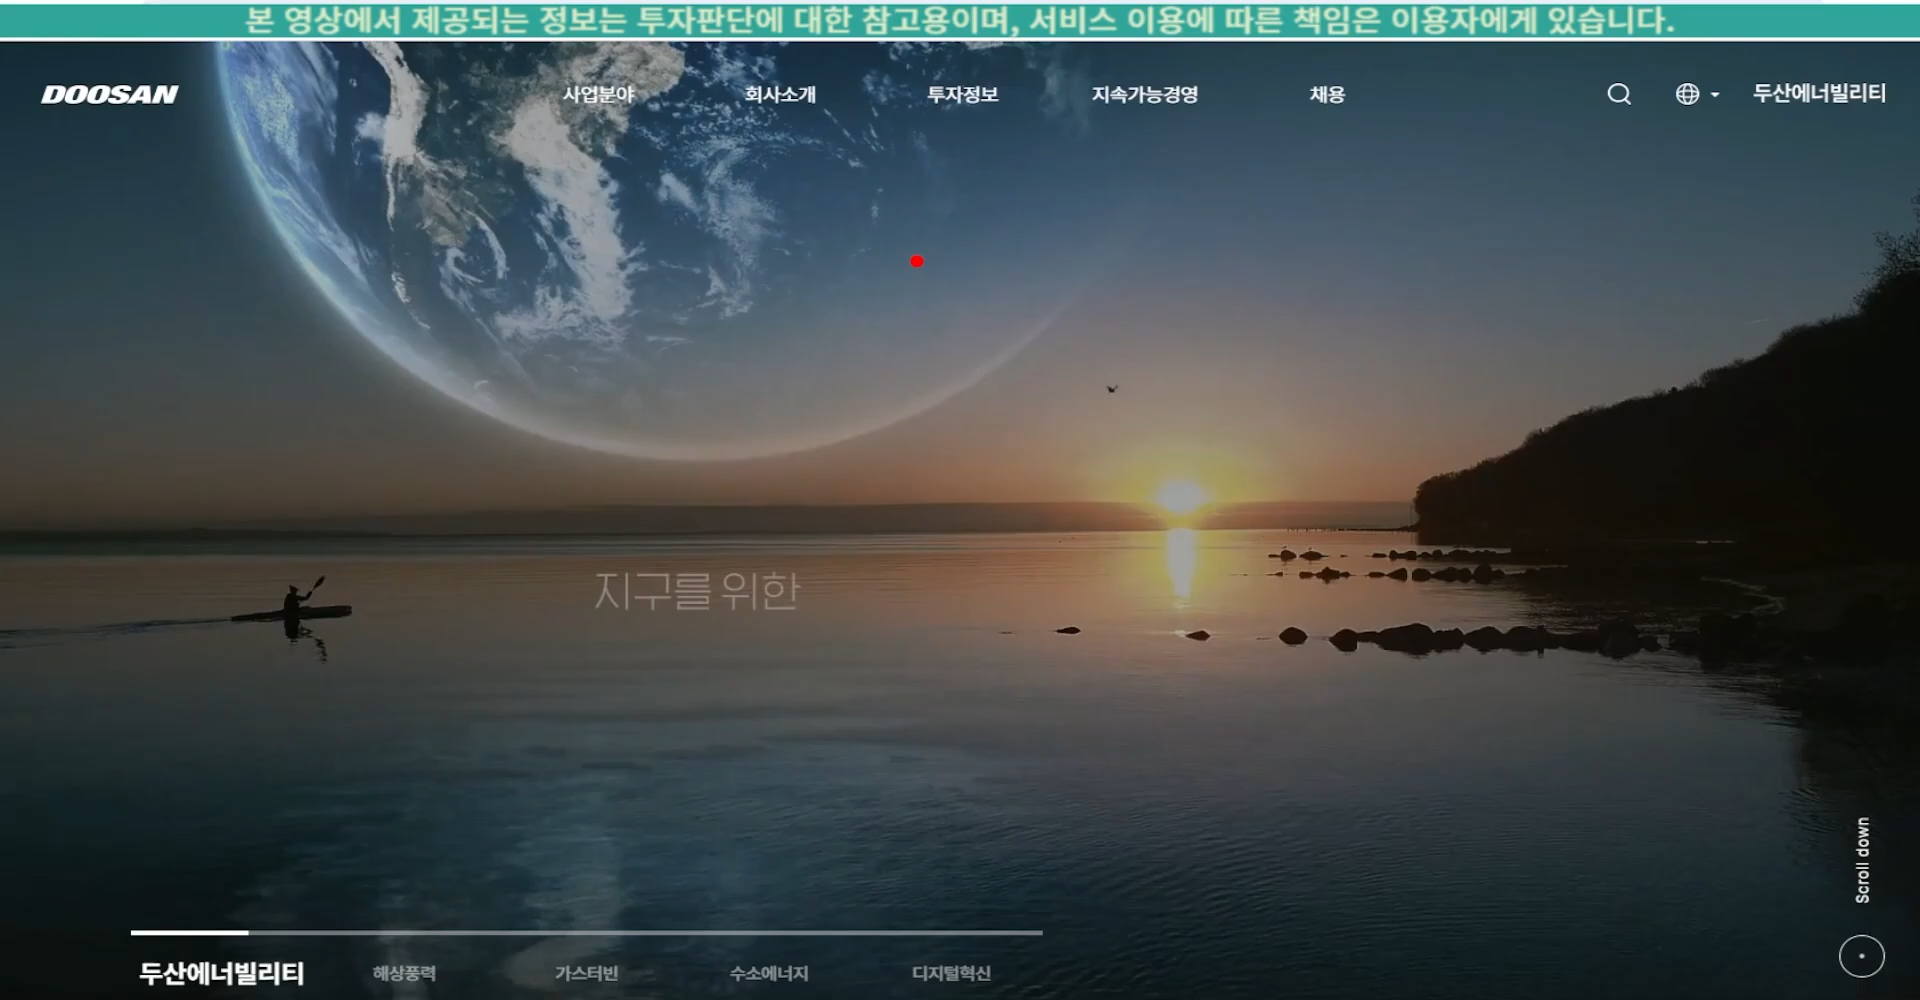 본 영상에서 제공되는 정보는 투자판단에 대한 참고용이며, 서비스 이용에 따른 책임은 이용자에게 있습니다.
DOOSAN 사업분야 회사소개 투자정보 지속가능경영 채용 두산에너빌리티
지구를 위한
Scroll down
두산에너빌리티 해상풍력 가스터빈 수소에너지 디지털혁신